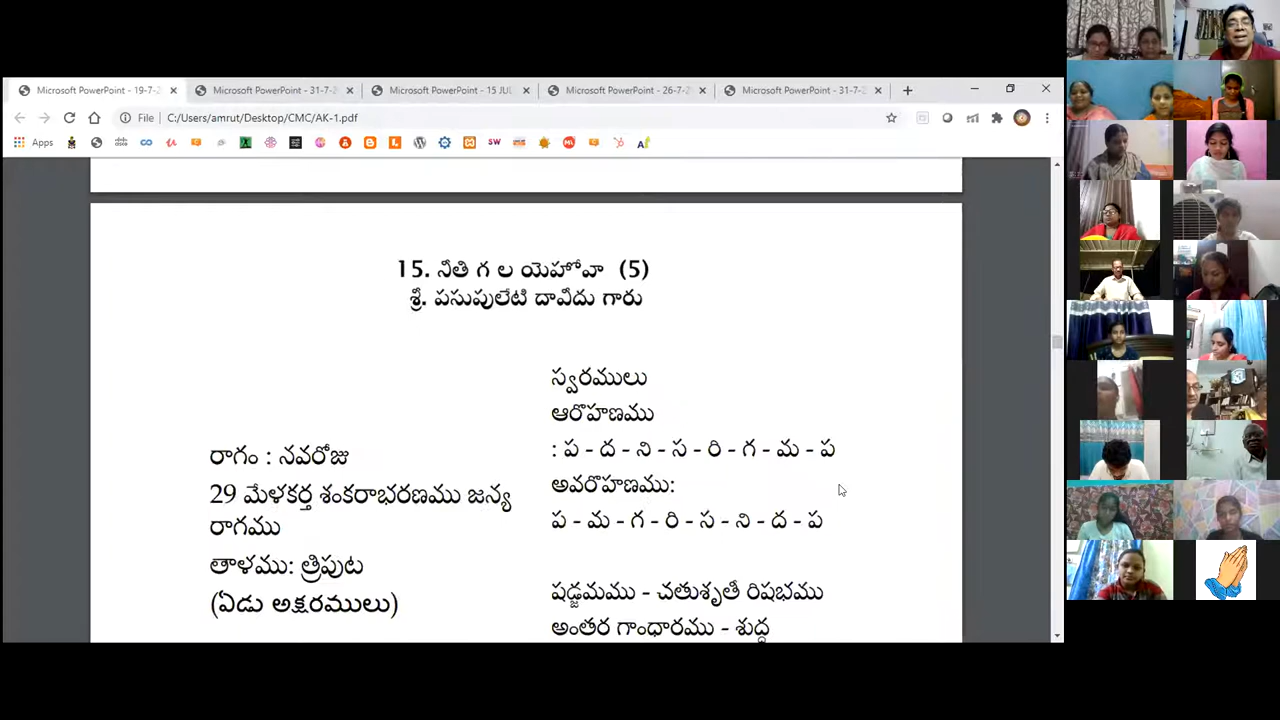 Microsoft PowerPoint - 19-7-2
Microsoft PowerPoint - 31-7-2
Microsoft PowerPoint - 15 JUL
Microsoft PowerPoint - 26-7-2
Microsoft PowerPoint - 31-7-2
File
C:/Users/amrut/Desktop/CMC/AK-1.pdf
Apps
SW
15. నీతి గ ల యెహోవా (5)
శ్రీ. పసుపులేటి దావీదు గారు
స్వరములు
ఆరొహణము
: ప - ద - ని - స - రి - గ - మ - ప
అవరొహణము:
ప - మ - గ - రి - స - ని - ద - ప
రాగం : నవరోజు
29 మేళకర్త శంకరాభరణము జన్య
రాగము
తాళము: త్రిపుట
(ఏడు అక్షరములు)
షడ్జమము - చతుశృతీ రిషభము
అంతర గాంధారము - శుద్ధ